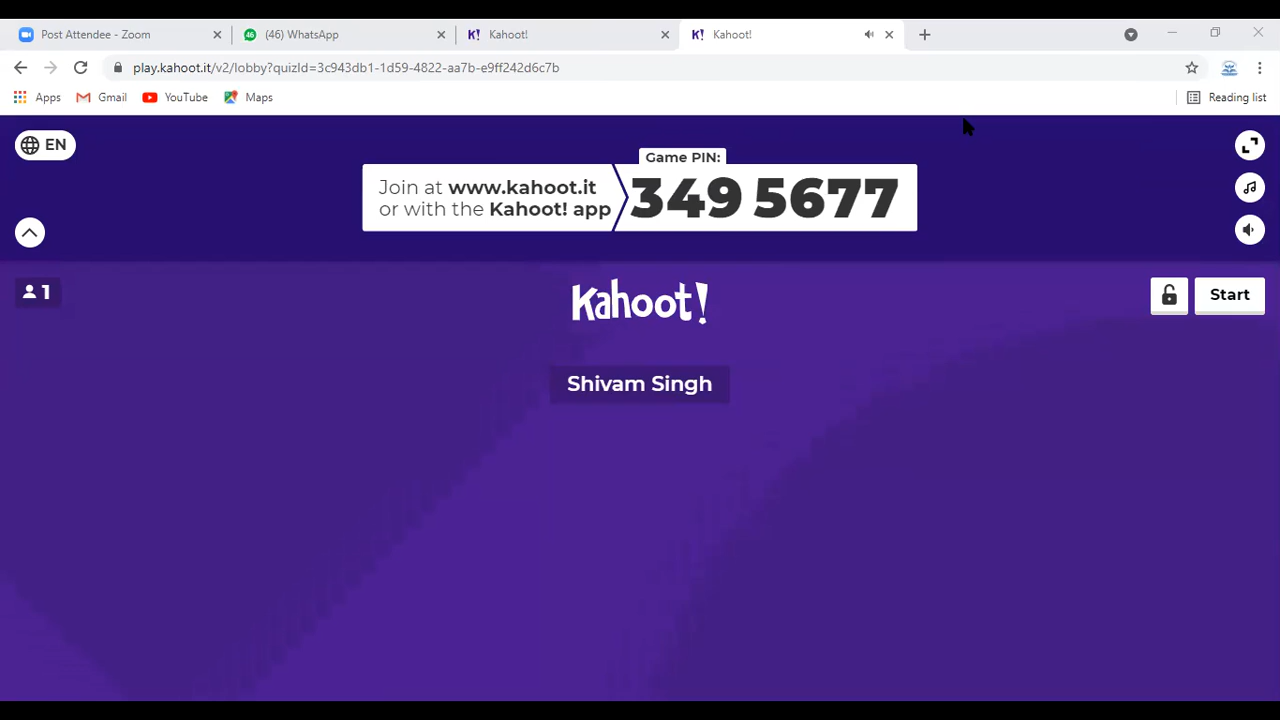 Post Attendee - Zoom
(46) WhatsApp
K! Kahoot!
K! Kahoot!
play.kahoot.it/v2/lobby?quizId=3c943db1-1d59-4822-aa7b-e9ff242d6c7b
Apps
Gmail
YouTube
Maps
Reading list
EN
Game PIN:
Join at www.kahoot.it
or with the Kahoot! app
349 5677
1
Kahoot!
Start
Shivam Singh